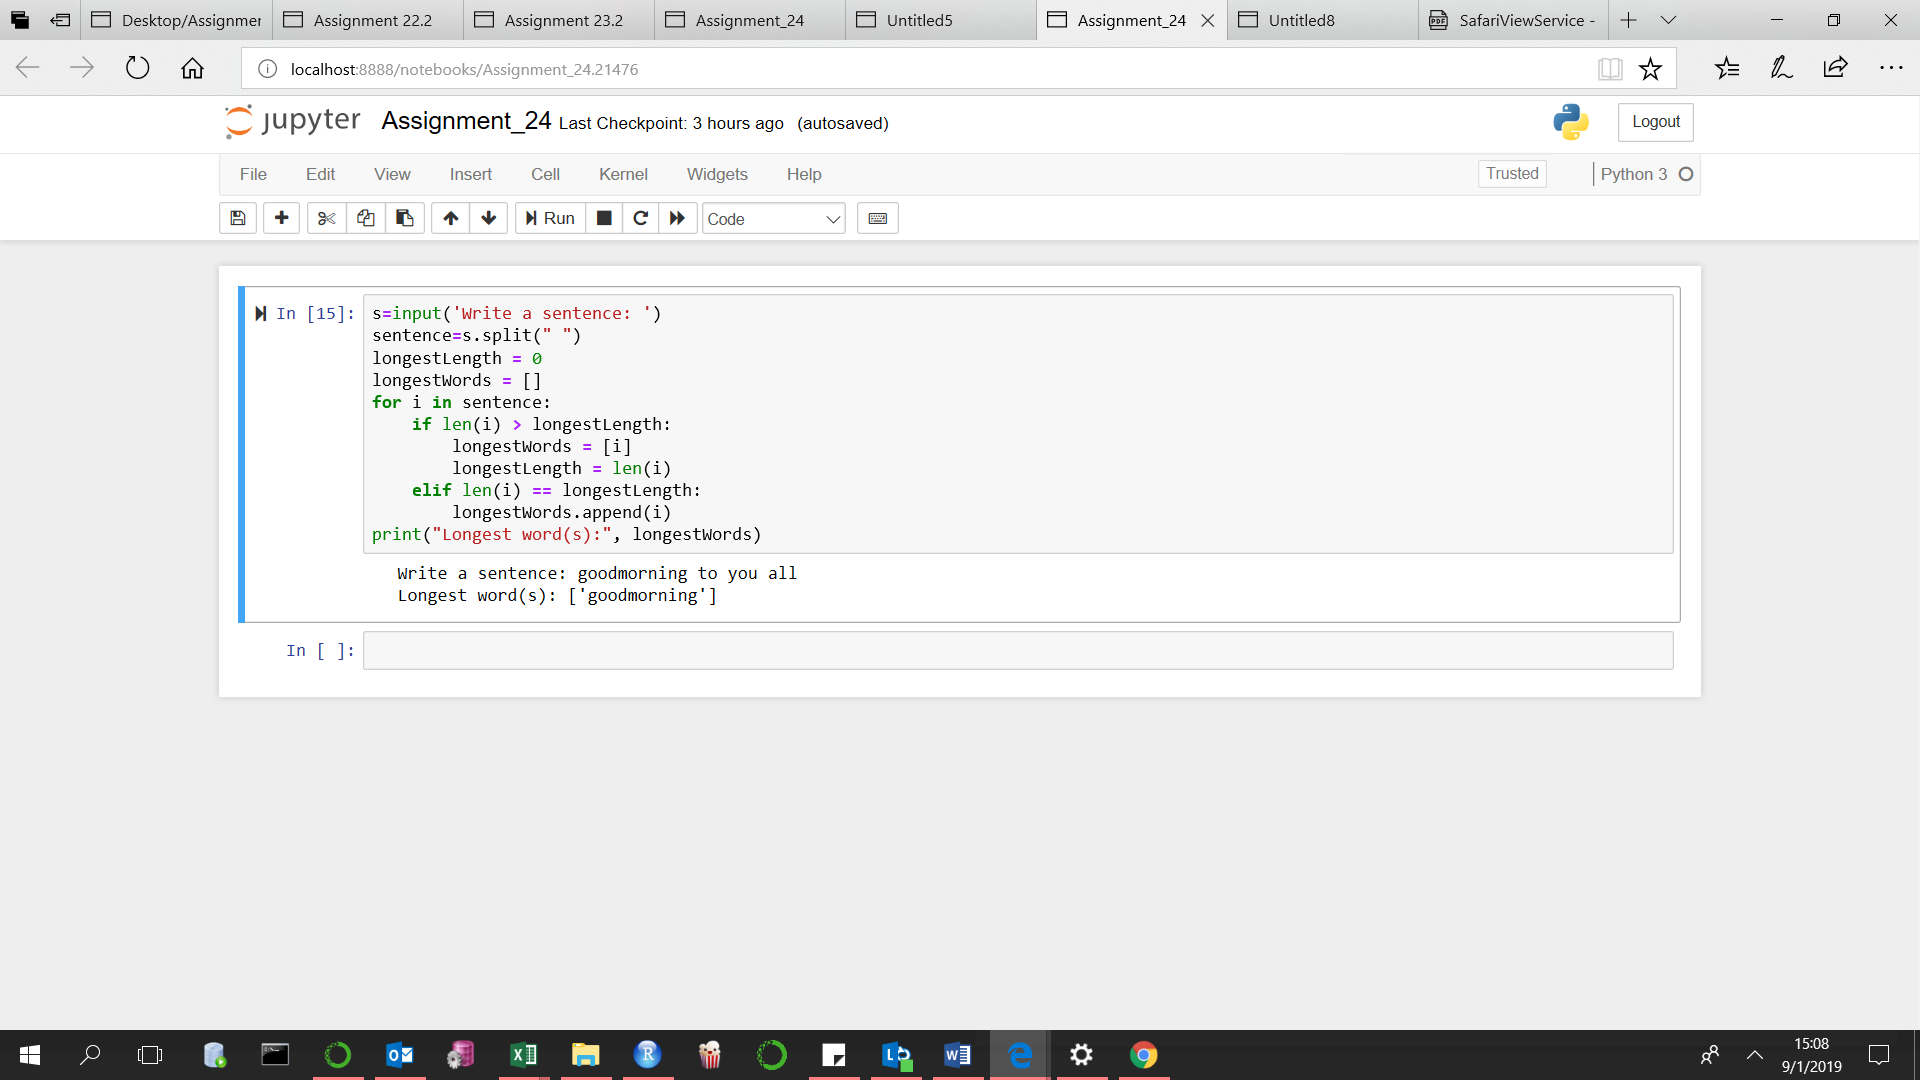 Desktop/Assignmer
Assignment 22.2
Assignment 23.2
Assignment_24
Untitled5
Assignment_24
Untitled8
SafariViewService -
localhost:8888/notebooks/Assignment_24.21476
jupyter Assignment_24 Last Checkpoint: 3 hours ago (autosaved)
Logout
File Edit View Insert Cell Kernel Widgets Help
Trusted
Python 3
Run
Code
In [15]:
s=input('Write a sentence: ')
sentence=s.split(" ")
longestLength = 0
longestWords = []
for i in sentence:
    if len(i) > longestLength:
        longestWords = [i]
        longestLength = len(i)
    elif len(i) == longestLength:
        longestWords.append(i)
print("Longest word(s):", longestWords)
Write a sentence: goodmorning to you all
Longest word(s): ['goodmorning']
In [ ]:
15:08
9/1/2019